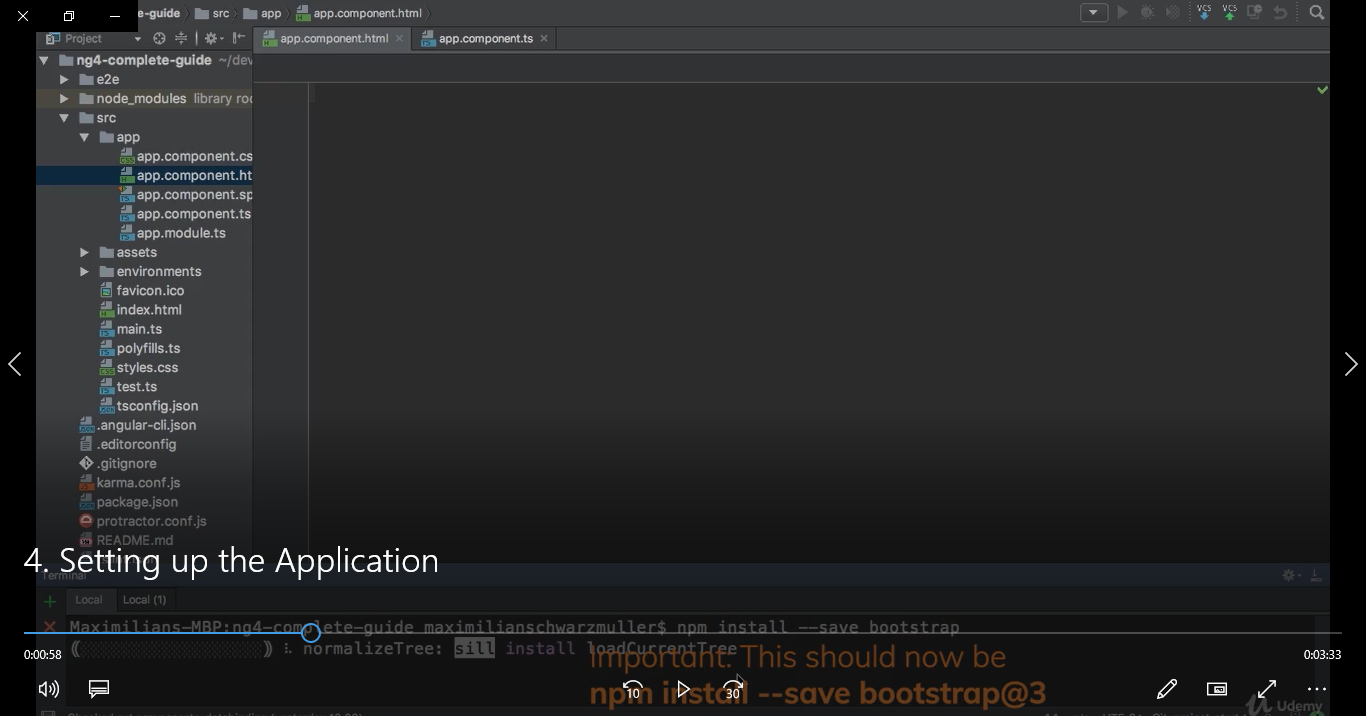 e-guide src app app.component.html
VCS VCS
Project app.component.html app.component.ts
ng4-complete-guide ~/dev
e2e
node_modules library roo
src
app
app.component.cs
app.component.ht
app.component.sp
app.component.ts
app.module.ts
assets
environments
favicon.ico
index.html
main.ts
polyfills.ts
styles.css
test.ts
tsconfig.json
.angular-cli.json
.editorconfig
.gitignore
karma.conf.js
package.json
protractor.conf.js
README.md
4. Setting up the Application
Terminal
Local Local (1)
Maximilians-MBP:ng4-complete-guide maximilianschwarzmuller$ npm install --save bootstrap
normalizeTree: sill install loadCurrentTree
Important: This should now be
npm install --save bootstrap@3
0:00:58 0:03:33
10 30
Udemy